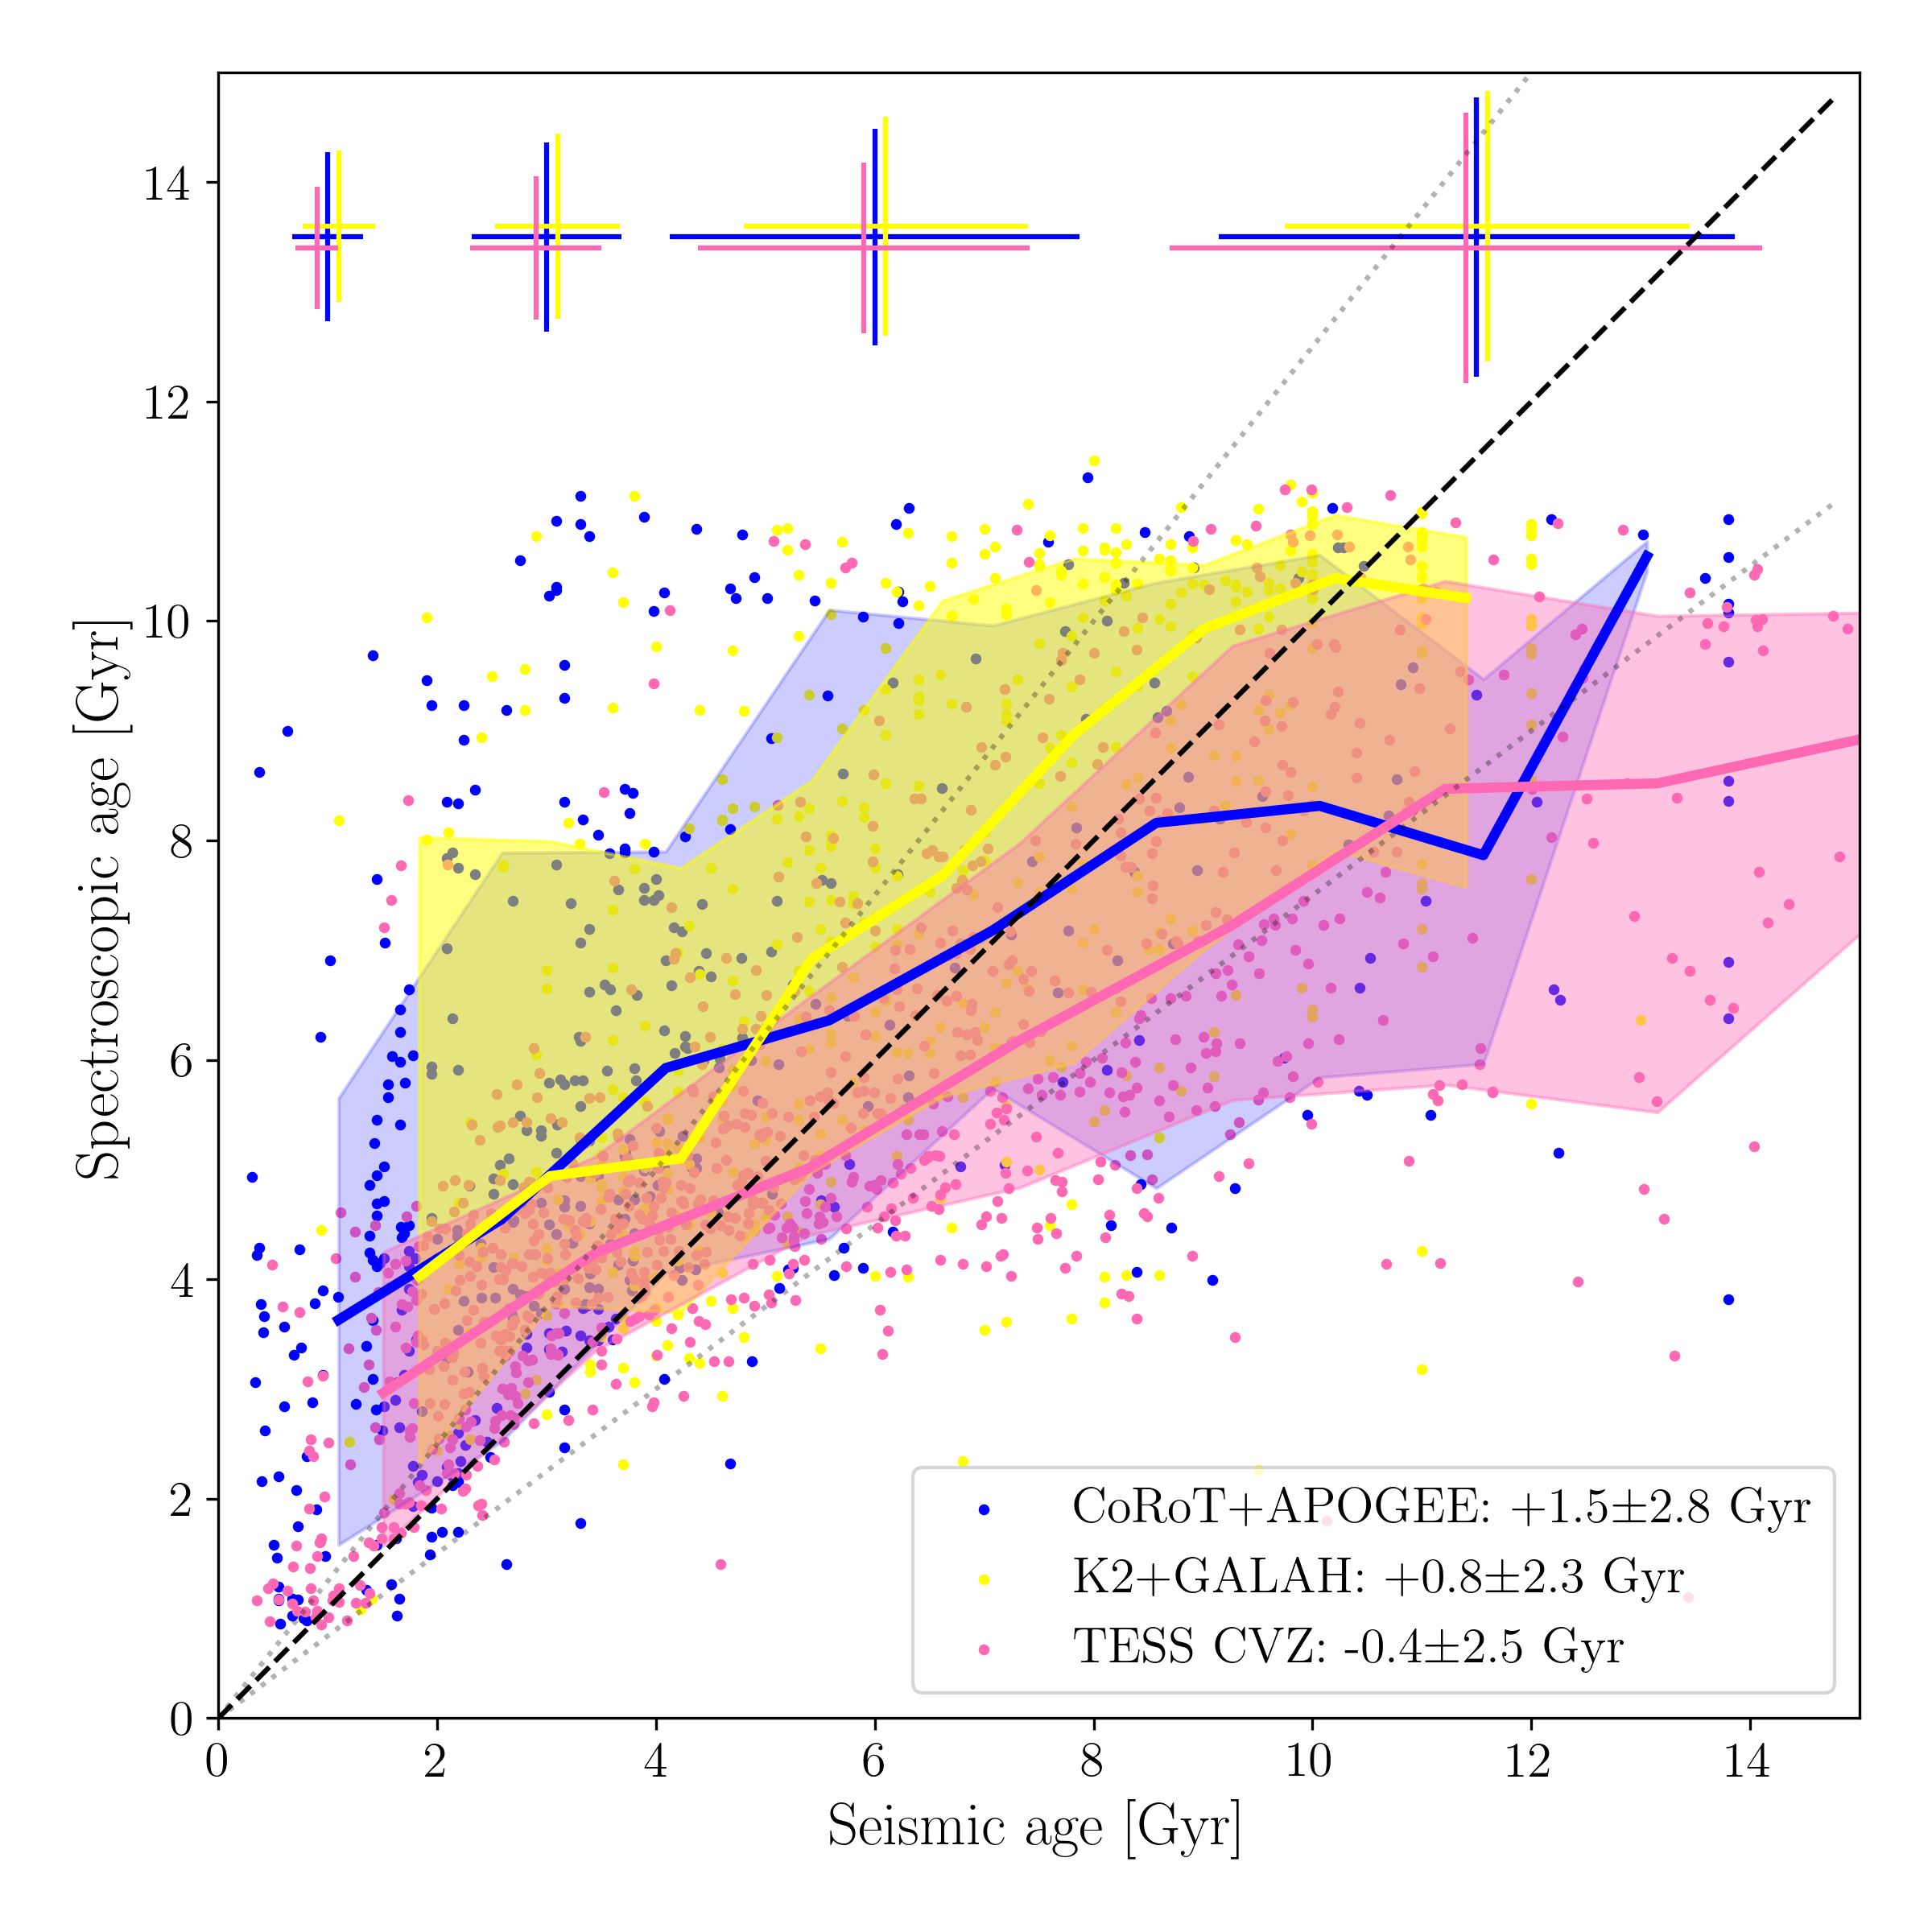 14
12
10
8
6
4
2
0
Spectroscopic age [Gyr]
CoRoT+APOGEE: +1.5±2.8 Gyr
K2+GALAH: +0.8±2.3 Gyr
TESS CVZ: -0.4±2.5 Gyr
0 2 4 6 8 10 12 14
Seismic age [Gyr]